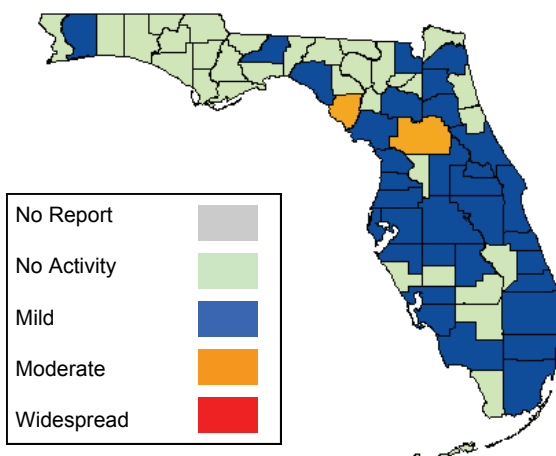 No Report
No Activity
Mild
Moderate
Widespread